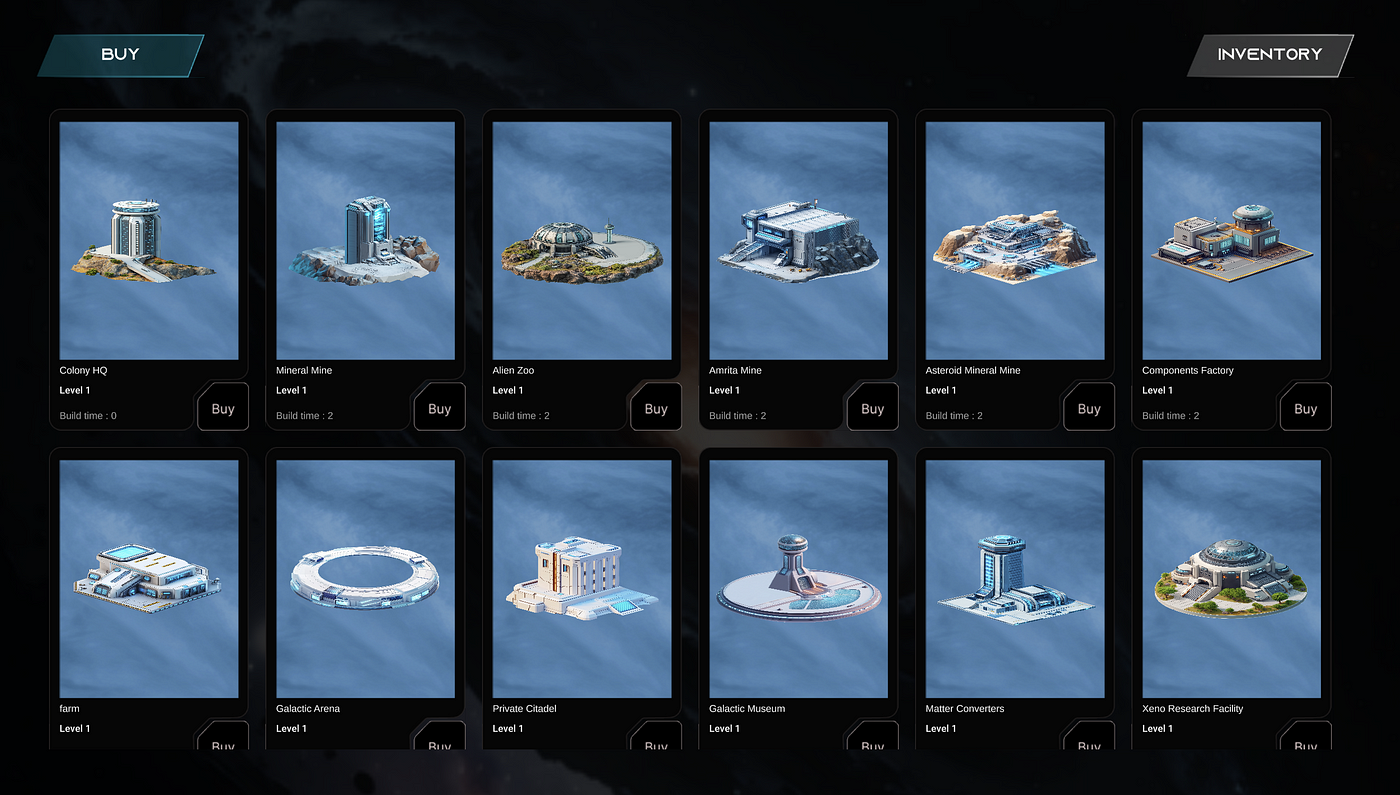 BUY
INVENTORY
Colony HQ
Level 1
Build time : 0
Buy
Mineral Mine
Level 1
Build time : 2
Buy
Alien Zoo
Level 1
Build time : 2
Buy
Amrita Mine
Level 1
Build time : 2
Buy
Asteroid Mineral Mine
Level 1
Build time : 2
Buy
Components Factory
Level 1
Build time : 2
Buy
farm
Level 1
Buy
Galactic Arena
Level 1
Buy
Private Citadel
Level 1
Buy
Galactic Museum
Level 1
Buy
Matter Converters
Level 1
Buy
Xeno Research Facility
Level 1
Buy